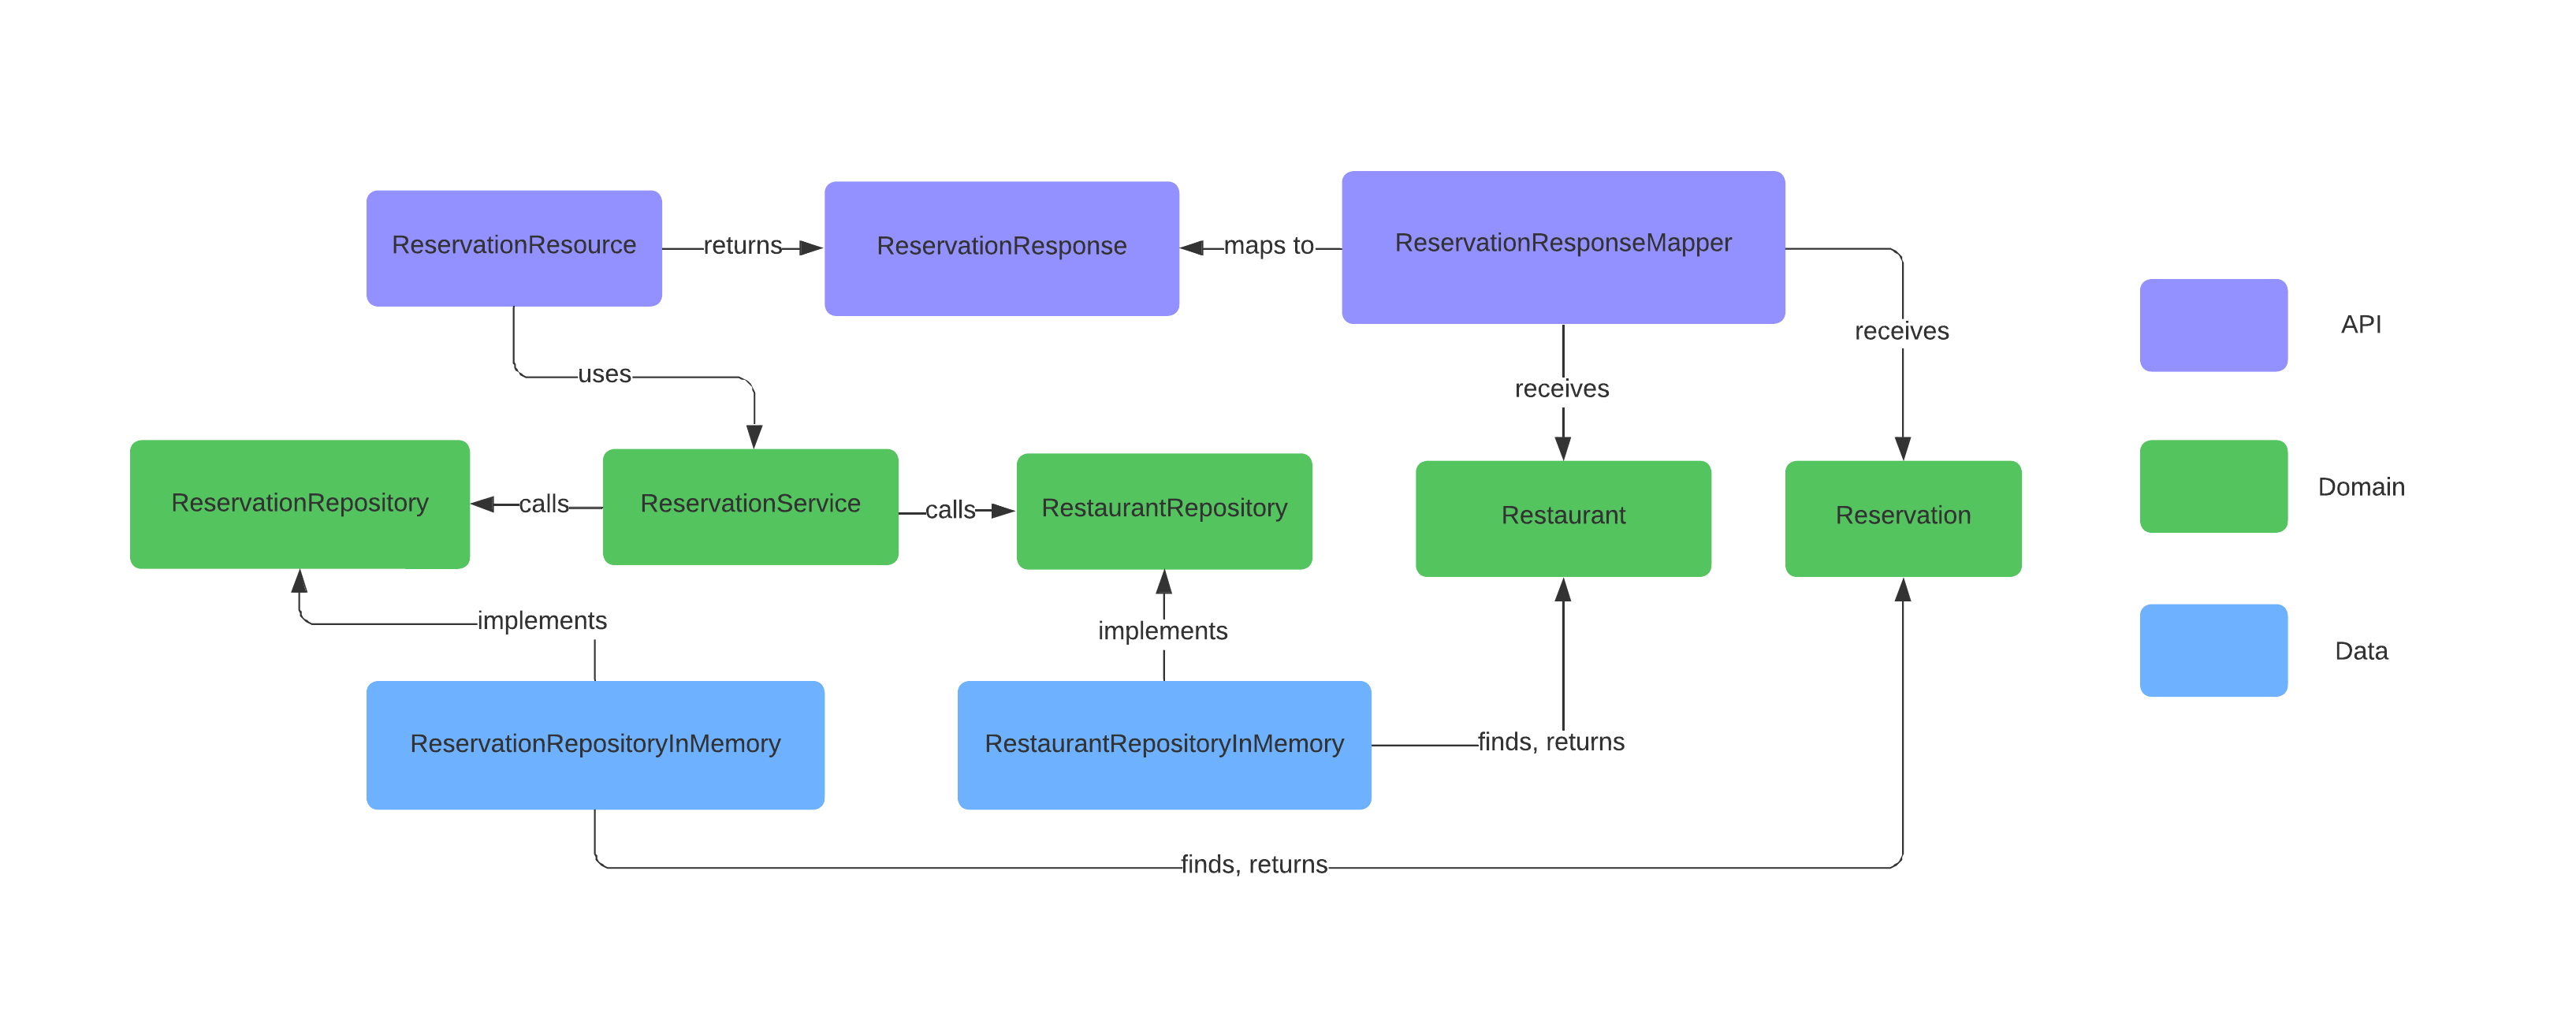 ReservationResource
returns
ReservationResponse
maps to
ReservationResponseMapper
receives
receives
uses
API
ReservationRepository
calls
ReservationService
calls
RestaurantRepository
Restaurant
Reservation
Domain
implements
implements
Data
ReservationRepositoryInMemory
RestaurantRepositoryInMemory
finds, returns
finds, returns